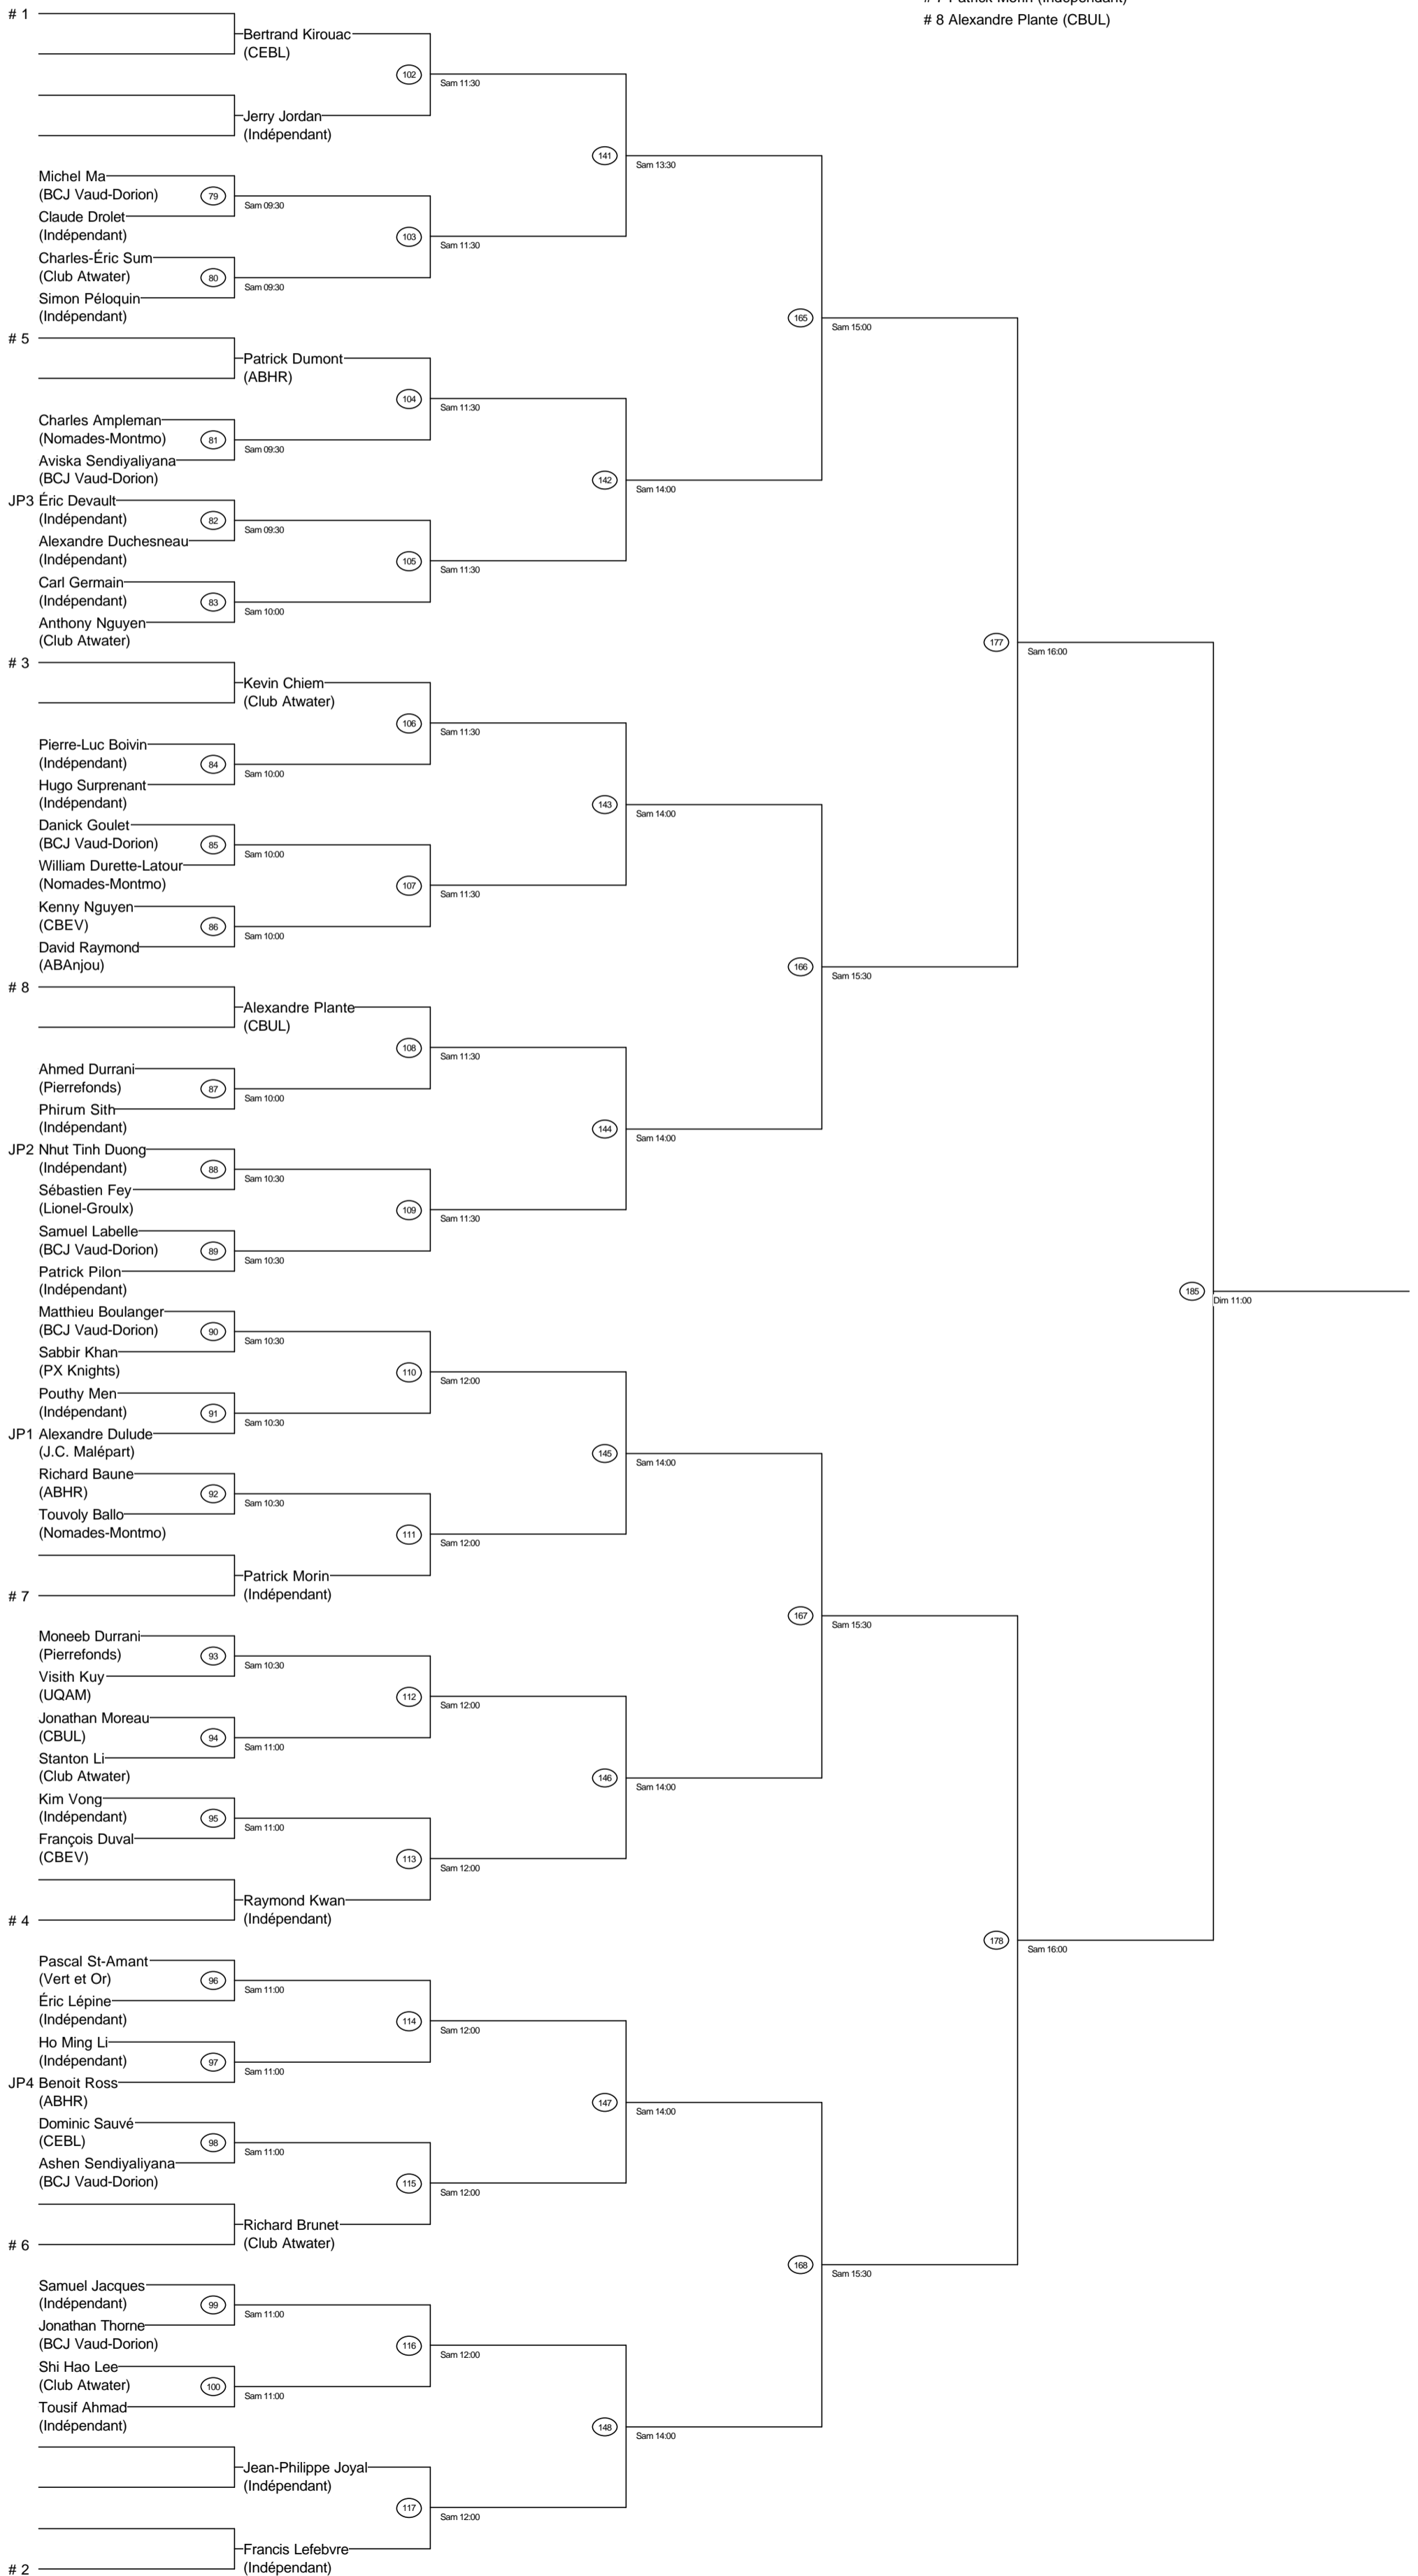 # 8 Alexandre Plante (CBUL)
# 1
Bertrand Kirouac
(CEBL)
102
Sam 11:30
Jerry Jordan
(Indépendant)
141
Sam 13:30
Michel Ma
(BCJ Vaud-Dorion)
79
Sam 09:30
Claude Drolet
(Indépendant)
103
Sam 11:30
Charles-Éric Sum
(Club Atwater)
80
Sam 09:30
Simon Péloquin
(Indépendant)
165
Sam 15:00
# 5
Patrick Dumont
(ABHR)
104
Sam 11:30
Charles Ampleman
(Nomades-Montmo)
81
Sam 09:30
Aviska Sendiyaliyana
(BCJ Vaud-Dorion)
142
Sam 14:00
JP3 Éric Devault
(Indépendant)
82
Sam 09:30
Alexandre Duchesneau
(Indépendant)
105
Sam 11:30
Carl Germain
(Indépendant)
83
Sam 10:00
Anthony Nguyen
(Club Atwater)
177
Sam 16:00
# 3
Kevin Chiem
(Club Atwater)
106
Sam 11:30
Pierre-Luc Boivin
(Indépendant)
84
Sam 10:00
Hugo Surprenant
(Indépendant)
143
Sam 14:00
Danick Goulet
(BCJ Vaud-Dorion)
85
Sam 10:00
William Durette-Latour
(Nomades-Montmo)
107
Sam 11:30
Kenny Nguyen
(CBEV)
86
Sam 10:00
David Raymond
(ABAnjou)
166
Sam 15:30
# 8
Alexandre Plante
(CBUL)
108
Sam 11:30
Ahmed Durrani
(Pierrefonds)
87
Sam 10:00
Phirum Sith
(Indépendant)
144
Sam 14:00
JP2 Nhut Tinh Duong
(Indépendant)
88
Sam 10:30
Sébastien Fey
(Lionel-Groulx)
109
Sam 11:30
Samuel Labelle
(BCJ Vaud-Dorion)
89
Sam 10:30
Patrick Pilon
(Indépendant)
185
Dim 11:00
Matthieu Boulanger
(BCJ Vaud-Dorion)
90
Sam 10:30
Sabbir Khan
(PX Knights)
110
Sam 12:00
Pouthy Men
(Indépendant)
91
Sam 10:30
JP1 Alexandre Dulude
(J.C. Malépart)
145
Sam 14:00
Richard Baune
(ABHR)
92
Sam 10:30
Touvoly Ballo
(Nomades-Montmo)
111
Sam 12:00
Patrick Morin
(Indépendant)
# 7
167
Sam 15:30
Moneeb Durrani
(Pierrefonds)
93
Sam 10:30
Visith Kuy
(UQAM)
112
Sam 12:00
Jonathan Moreau
(CBUL)
94
Sam 11:00
Stanton Li
(Club Atwater)
146
Sam 14:00
Kim Vong
(Indépendant)
95
Sam 11:00
François Duval
(CBEV)
113
Sam 12:00
Raymond Kwan
(Indépendant)
# 4
178
Sam 16:00
Pascal St-Amant
(Vert et Or)
96
Sam 11:00
Éric Lépine
(Indépendant)
114
Sam 12:00
Ho Ming Li
(Indépendant)
97
Sam 11:00
JP4 Benoit Ross
(ABHR)
147
Sam 14:00
Dominic Sauvé
(CEBL)
98
Sam 11:00
Ashen Sendiyaliyana
(BCJ Vaud-Dorion)
115
Sam 12:00
Richard Brunet
(Club Atwater)
# 6
168
Sam 15:30
Samuel Jacques
(Indépendant)
99
Sam 11:00
Jonathan Thorne
(BCJ Vaud-Dorion)
116
Sam 12:00
Shi Hao Lee
(Club Atwater)
100
Sam 11:00
Tousif Ahmad
(Indépendant)
148
Sam 14:00
Jean-Philippe Joyal
(Indépendant)
117
Sam 12:00
Francis Lefebvre
(Indépendant)
# 2